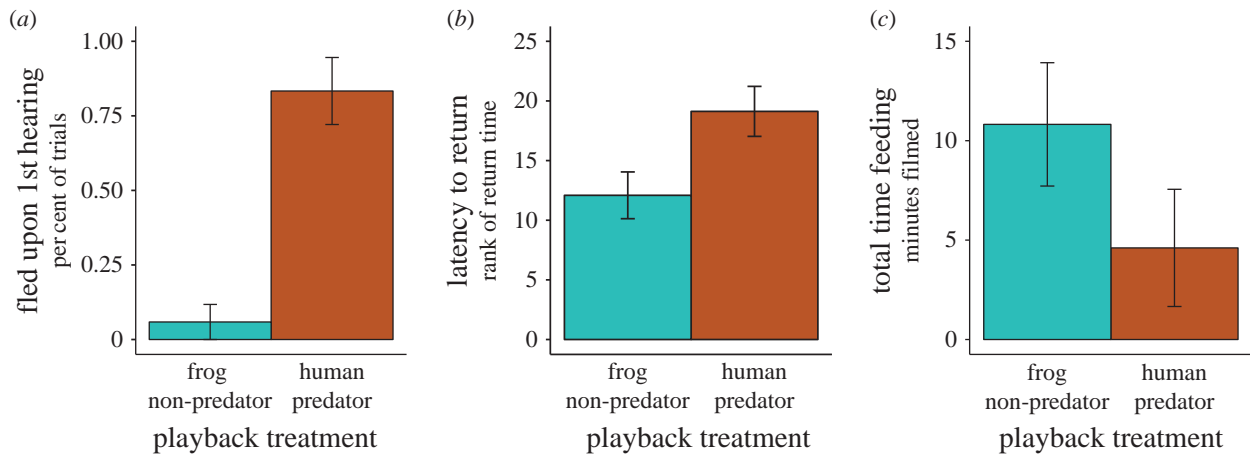 (a)
fled upon 1st hearing
per cent of trials
1.00
0.75
0.50
0.25
0
frog
non-predator
human
predator
playback treatment
(b)
latency to return
rank of return time
25
20
15
10
5
0
frog
non-predator
human
predator
playback treatment
(c)
total time feeding
minutes filmed
15
10
5
0
frog
non-predator
human
predator
playback treatment